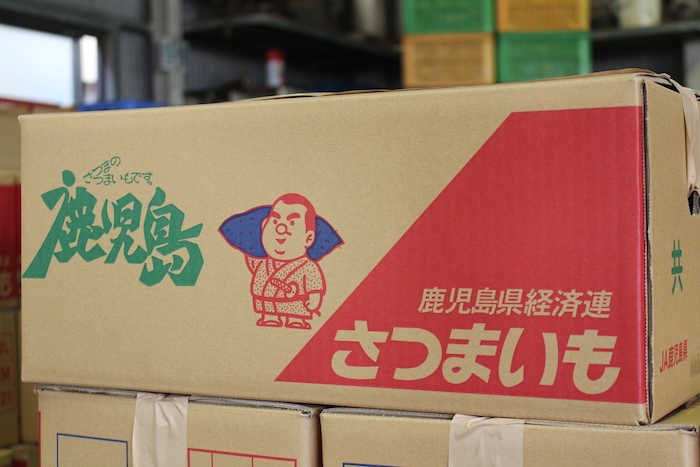 さつまの
さつまいもです。
鹿児島
鹿児島県経済連
さつまいも
共
JA鹿児島県